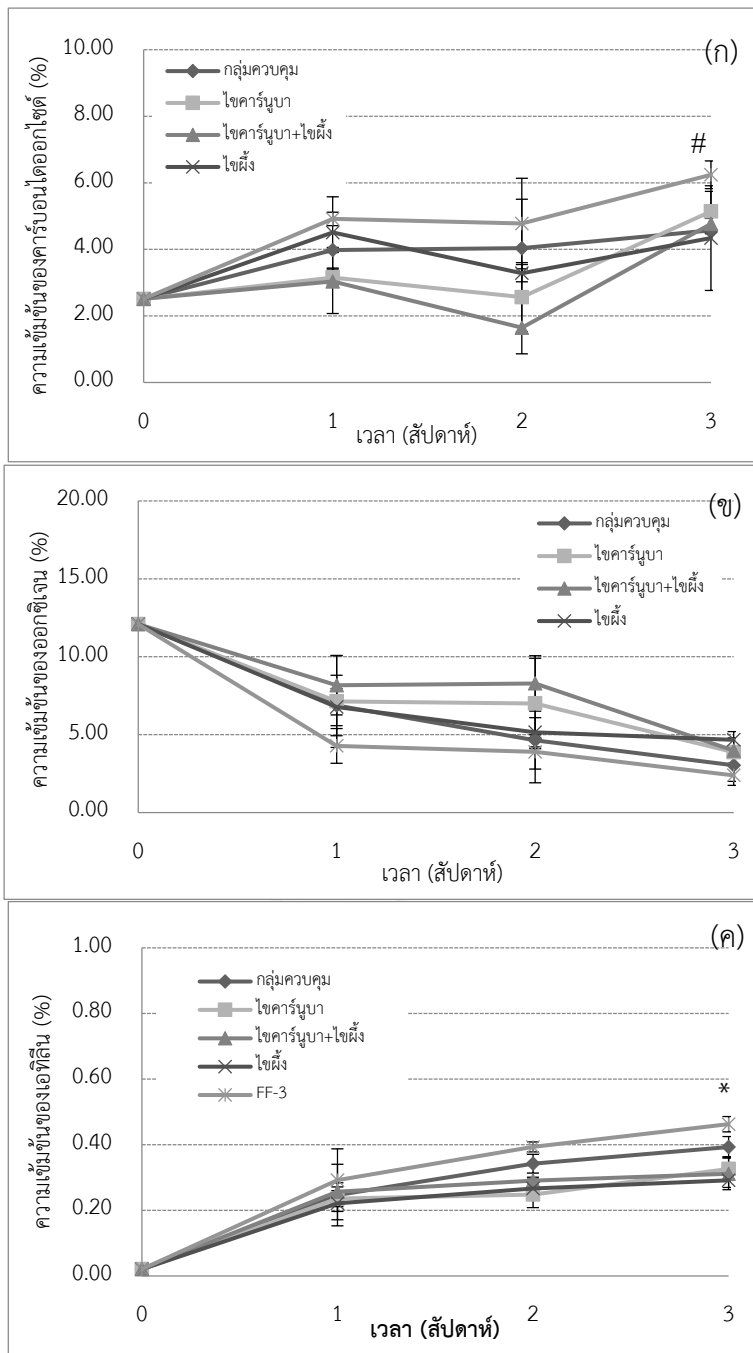 (ก)
ความเข้มข้นของคาร์บอนไดออกไซด์ (%)
10.00
8.00
6.00
4.00
2.00
0.00
กลุ่มควบคุม
ไขคาร์นูบา
ไขคาร์นูบา+ไขผึ้ง
ไขผึ้ง
#
0 1 2 3
เวลา (สัปดาห์)
(ข)
ความเข้มข้นของออกซิเจน (%)
20.00
15.00
10.00
5.00
0.00
กลุ่มควบคุม
ไขคาร์นูบา
ไขคาร์นูบา+ไขผึ้ง
ไขผึ้ง
0 1 2 3
เวลา (สัปดาห์)
(ค)
ความเข้มข้นของเอทิลีน (%)
1.00
0.80
0.60
0.40
0.20
0.00
กลุ่มควบคุม
ไขคาร์นูบา
ไขคาร์นูบา+ไขผึ้ง
ไขผึ้ง
FF-3
*
0 1 2 3
เวลา (สัปดาห์)